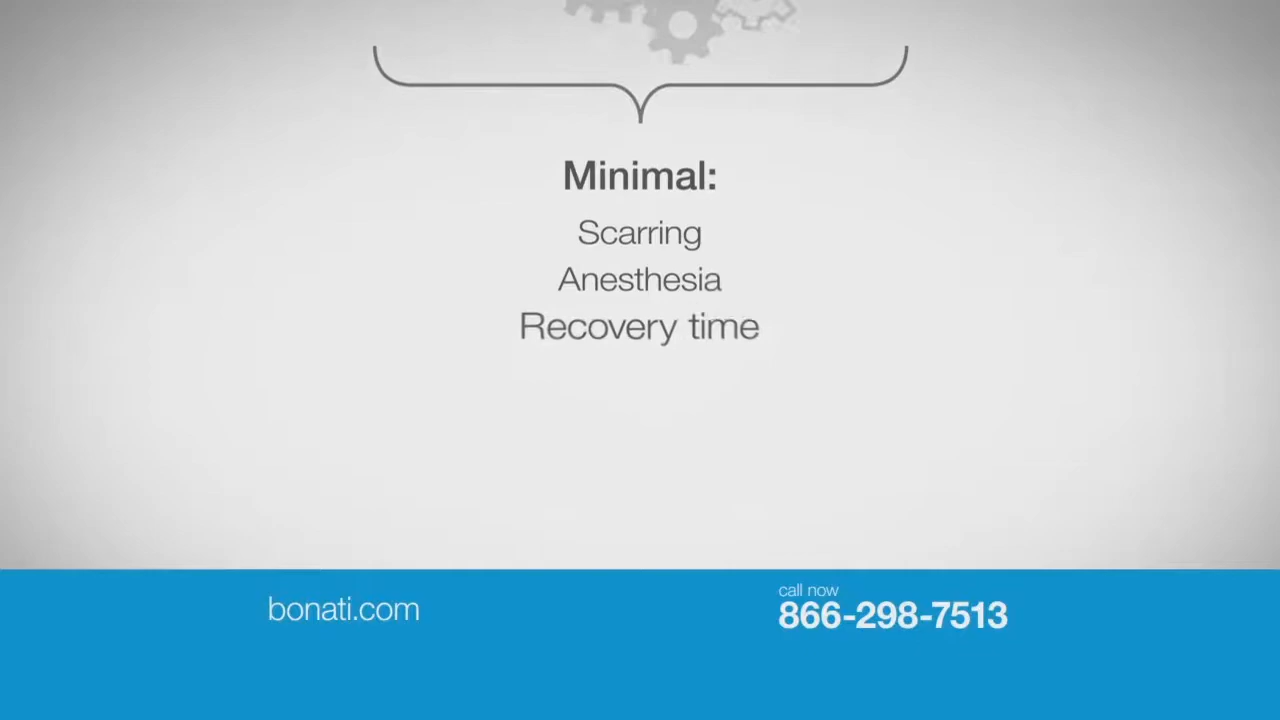 Minimal:
Scarring
Anesthesia
Recovery time
bonati.com
call now
866-298-7513